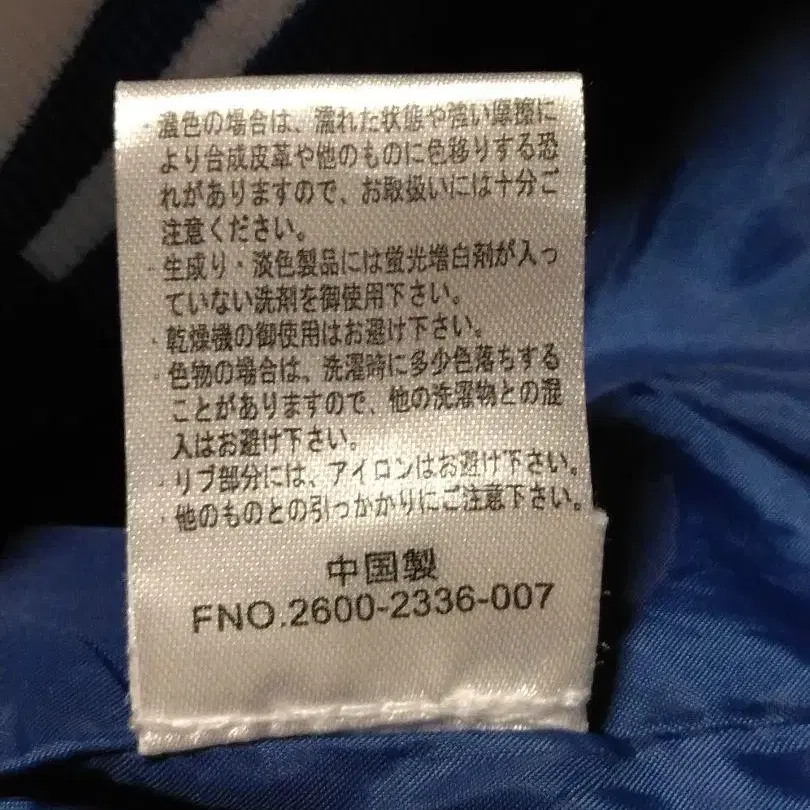 ・濃色の場合は、濡れた状態や強い摩擦に
より合成皮革や他のものに色移りする恐
れがありますので、お取扱いには十分ご
注意ください。
・生成り・淡色製品には蛍光増白剤が入っ
ていない洗剤を御使用下さい。
・乾燥機の御使用はお避け下さい。
・色物の場合は、洗濯時に多少色落ちする
ことがありますので、他の洗濯物との混
入はお避け下さい。
・リブ部分には、アイロンはお避け下さい。
・他のものとの引っかかりにご注意下さい。
中国製
FNO.2600-2336-007